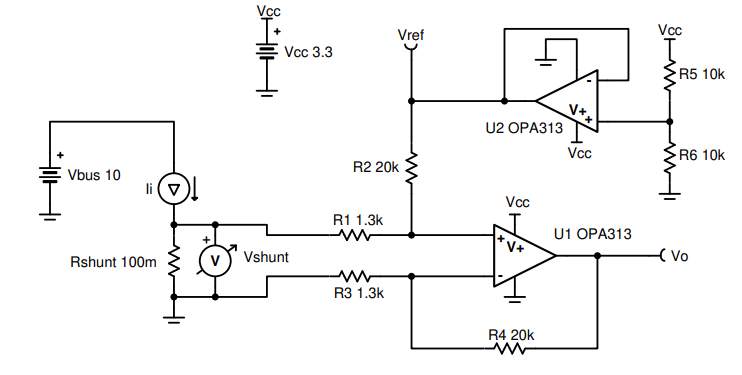 Vcc
+
Vcc 3.3
Vref
Vcc
R5 10k
-
V+
+
U2 OPA313
Vcc
R6 10k
+
Vbus 10
Ii
R2 20k
Vcc
R1 1.3k
+
V+
-
U1 OPA313
Vo
Rshunt 100m
+
V
Vshunt
R3 1.3k
R4 20k